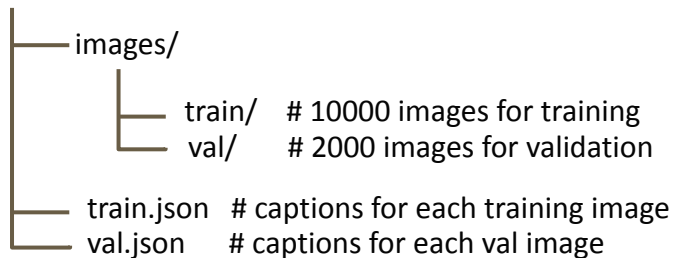 images/
train/ # 10000 images for training
val/ # 2000 images for validation
train.json # captions for each training image
val.json # captions for each val image